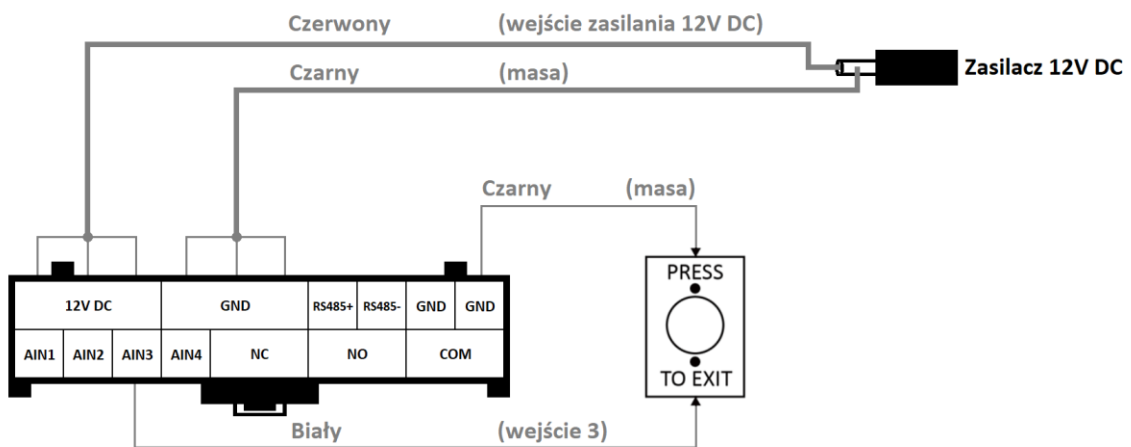 Czerwony (wejście zasilania 12V DC)
Zasilacz 12V DC
Czarny (masa)
Czarny (masa)
PRESS
TO EXIT
12V DC GND RS485+ RS485- GND GND
AIN1 AIN2 AIN3 AIN4 NC NO COM
Biały (wejście 3)